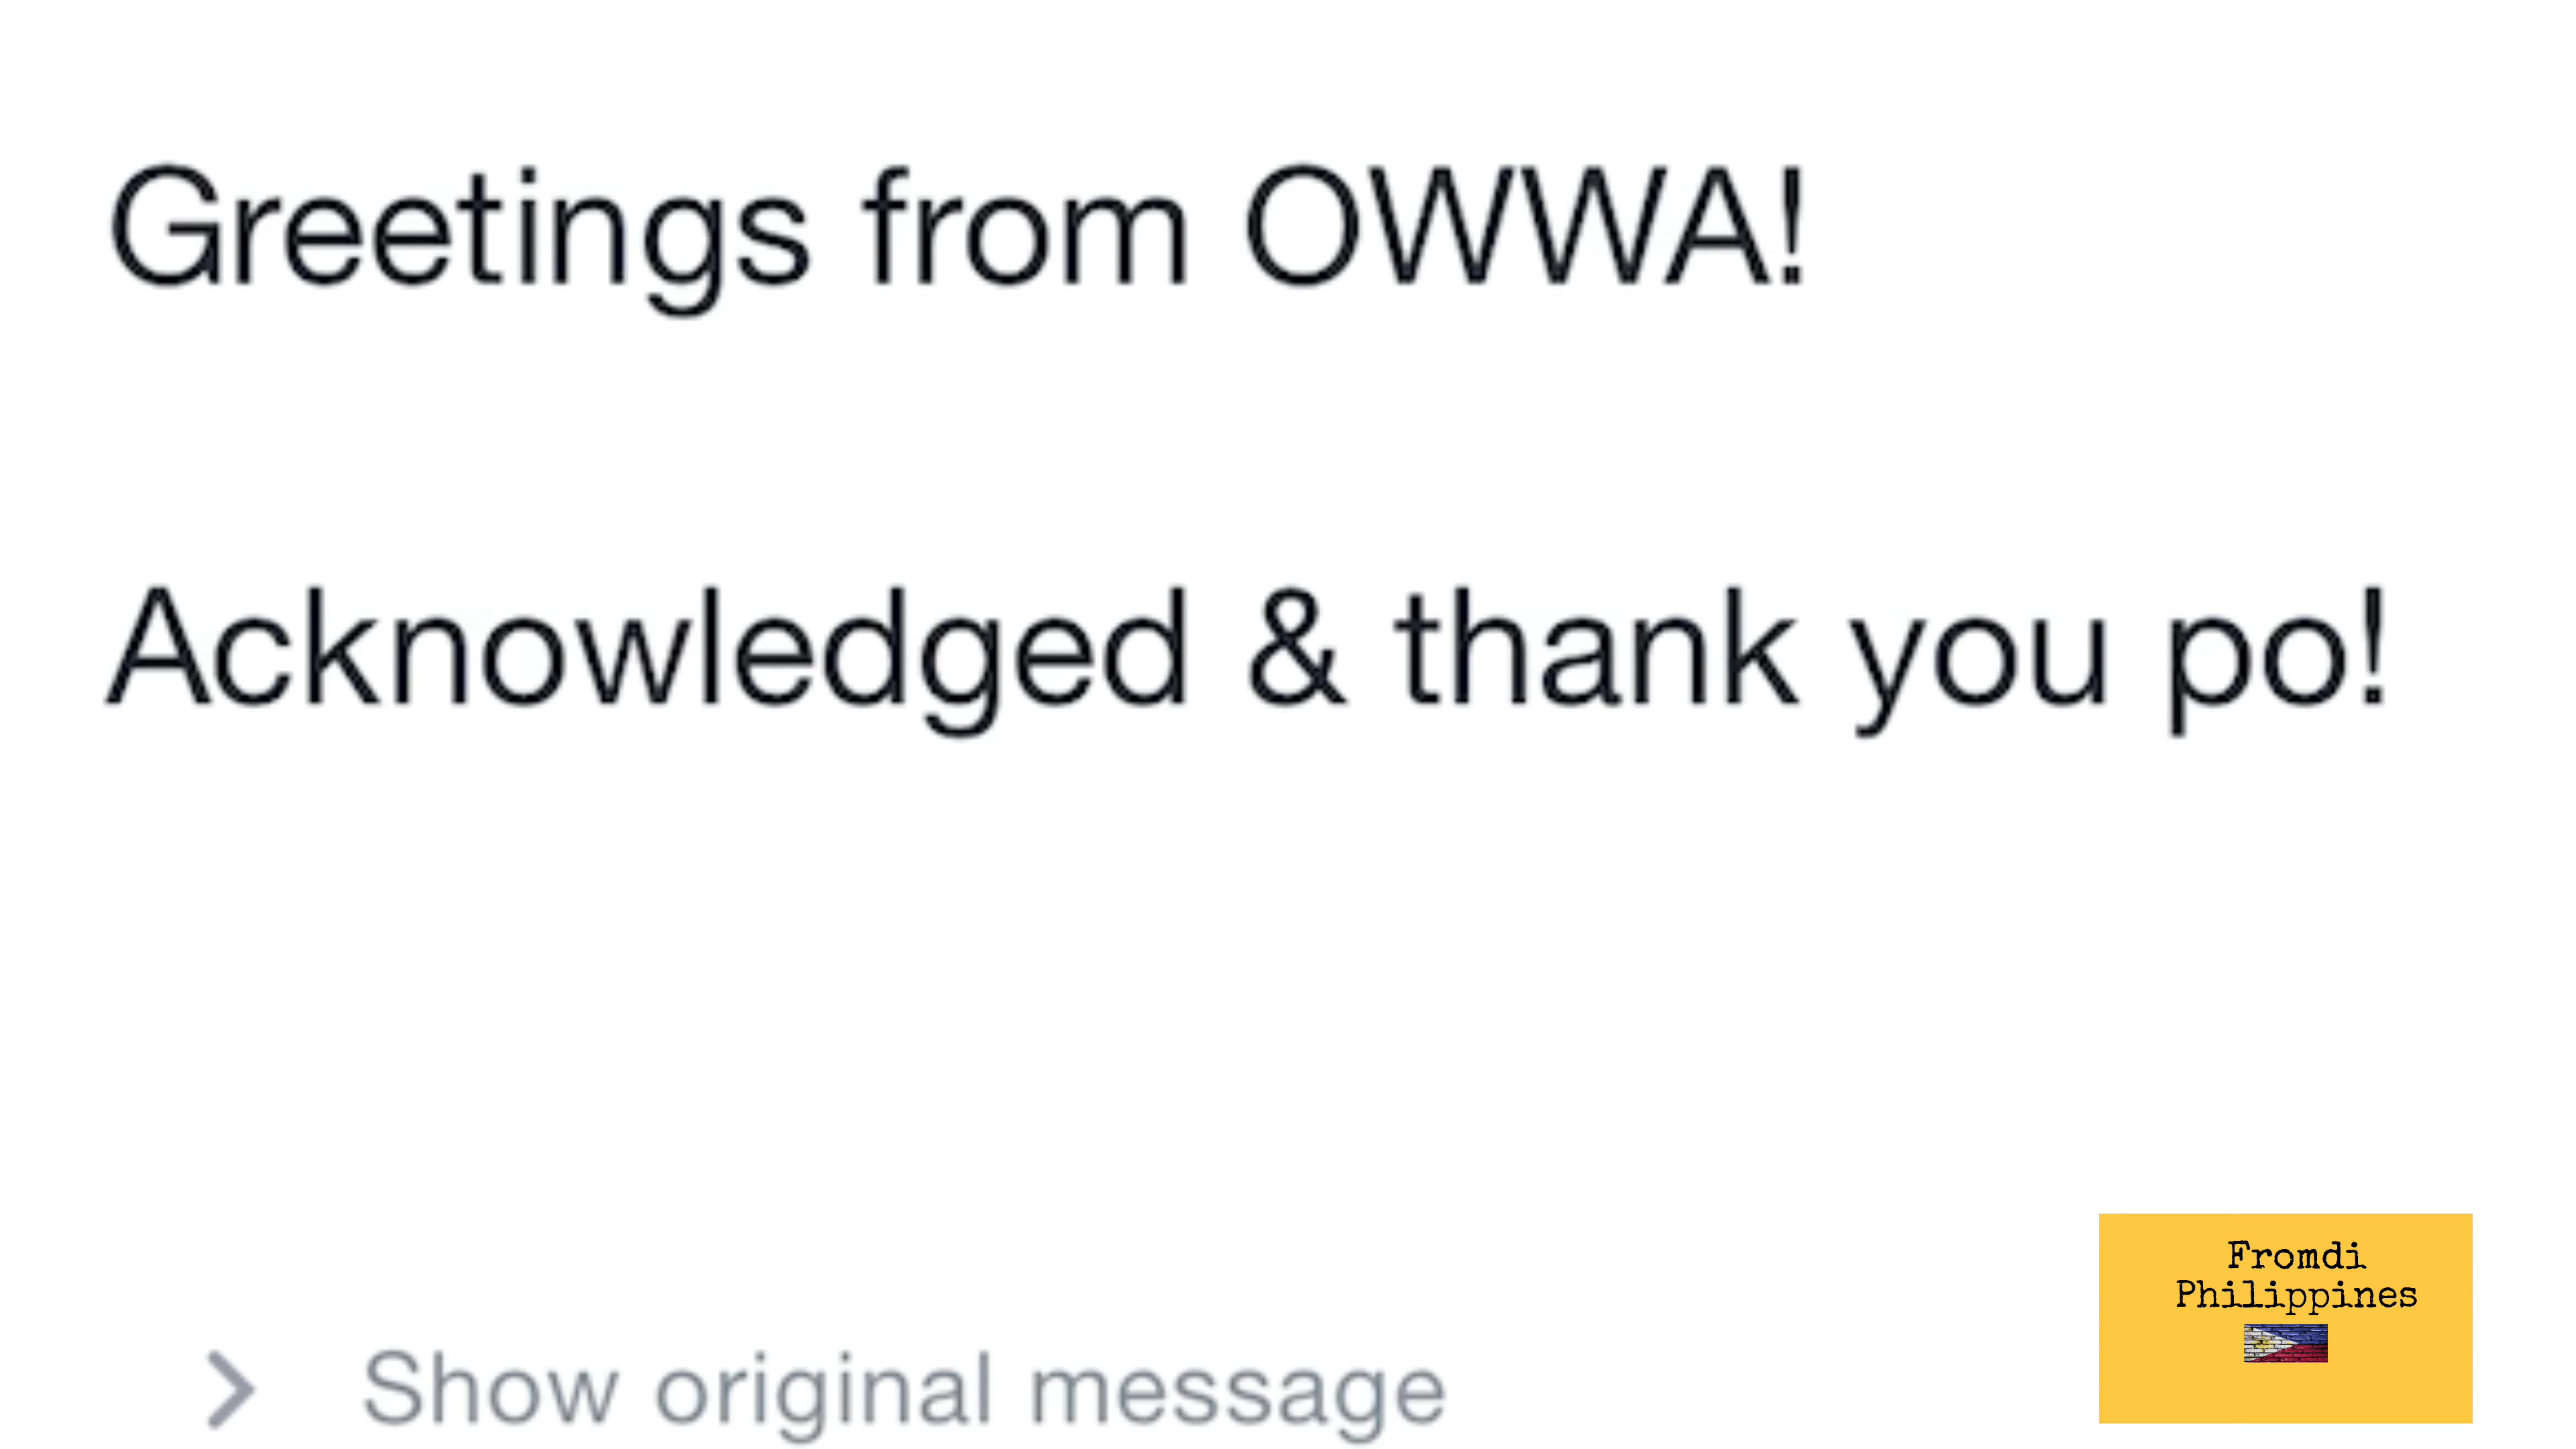 Greetings from OWWA!
Acknowledged & thank you po!
Show original message
Fromdi
Philippines